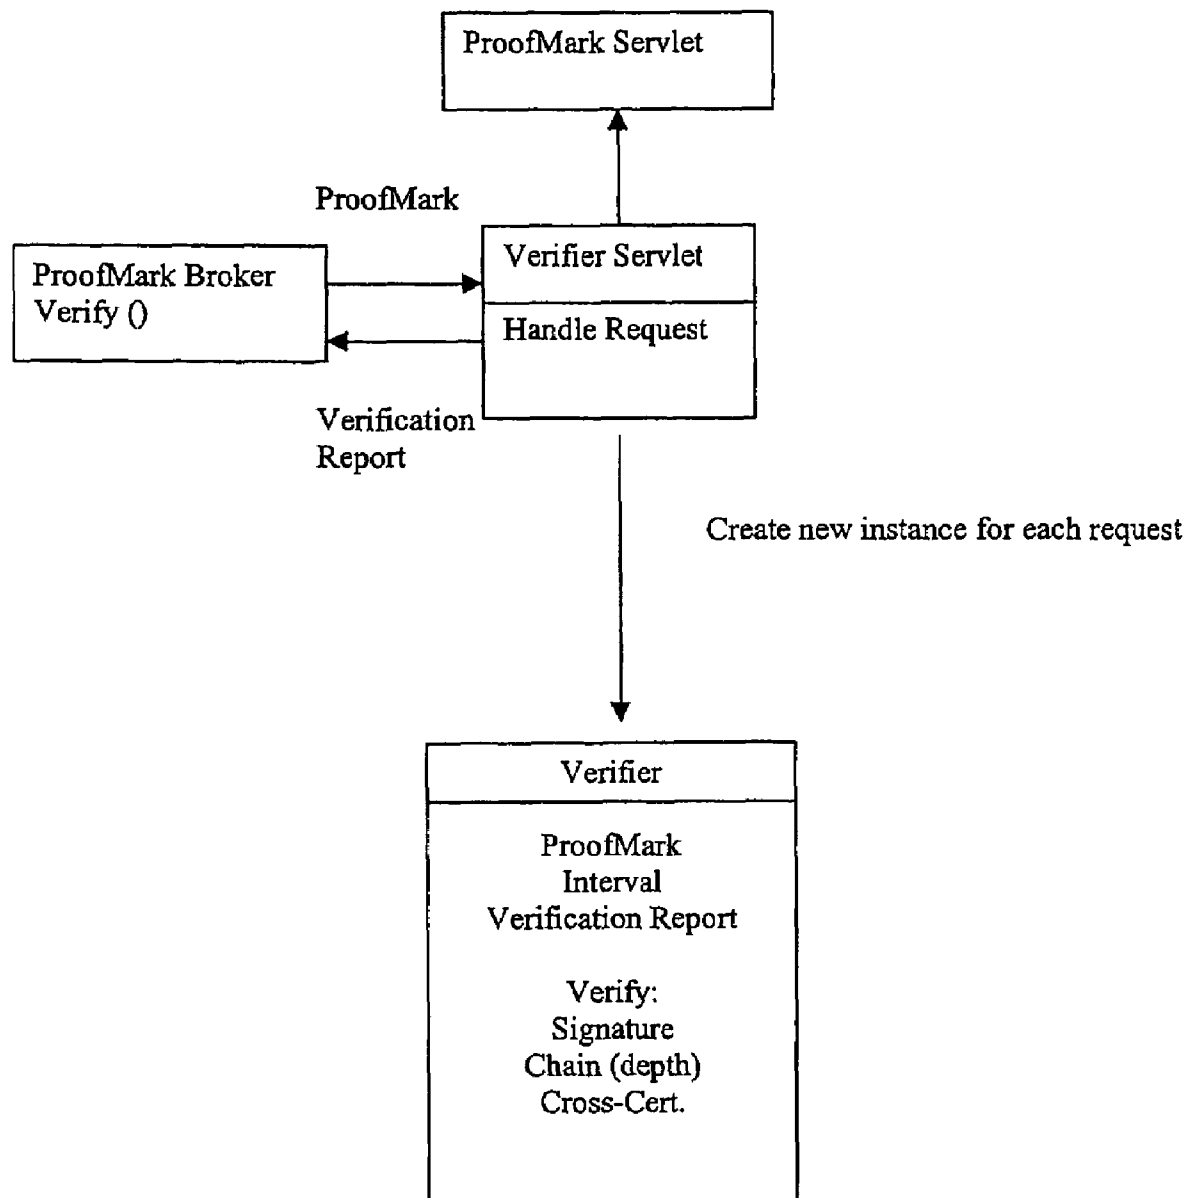 ProofMark Servlet
ProofMark
ProofMark Broker
Verify ()
Verifier Servlet
Handle Request
Verification
Report
Create new instance for each request
Verifier
ProofMark
Interval
Verification Report
Verify:
Signature
Chain (depth)
Cross-Cert.